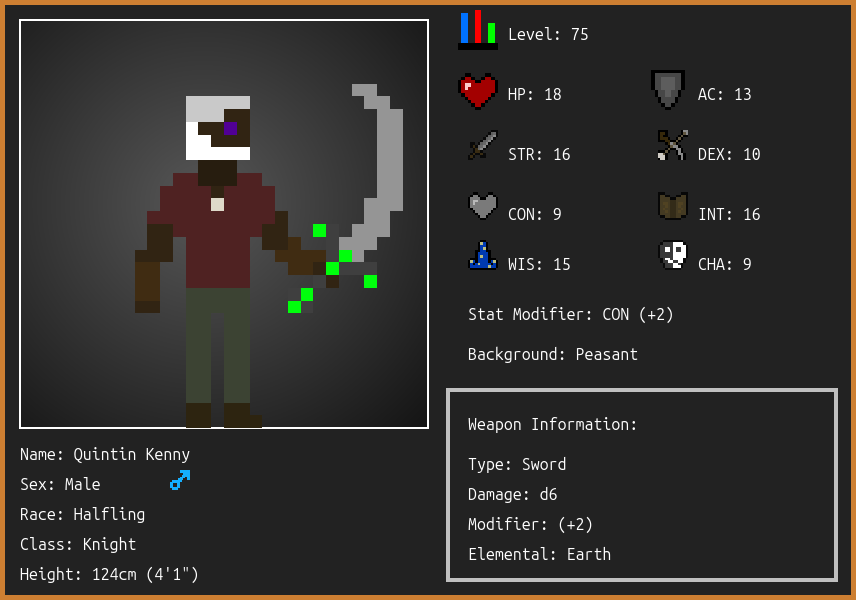 Level: 75
HP: 18
AC: 13
STR: 16
DEX: 10
CON: 9
INT: 16
WIS: 15
CHA: 9
Stat Modifier: CON (+2)
Background: Peasant
Weapon Information:
Type: Sword
Damage: d6
Modifier: (+2)
Elemental: Earth
Name: Quintin Kenny
Sex: Male
Race: Halfling
Class: Knight
Height: 124cm (4'1")